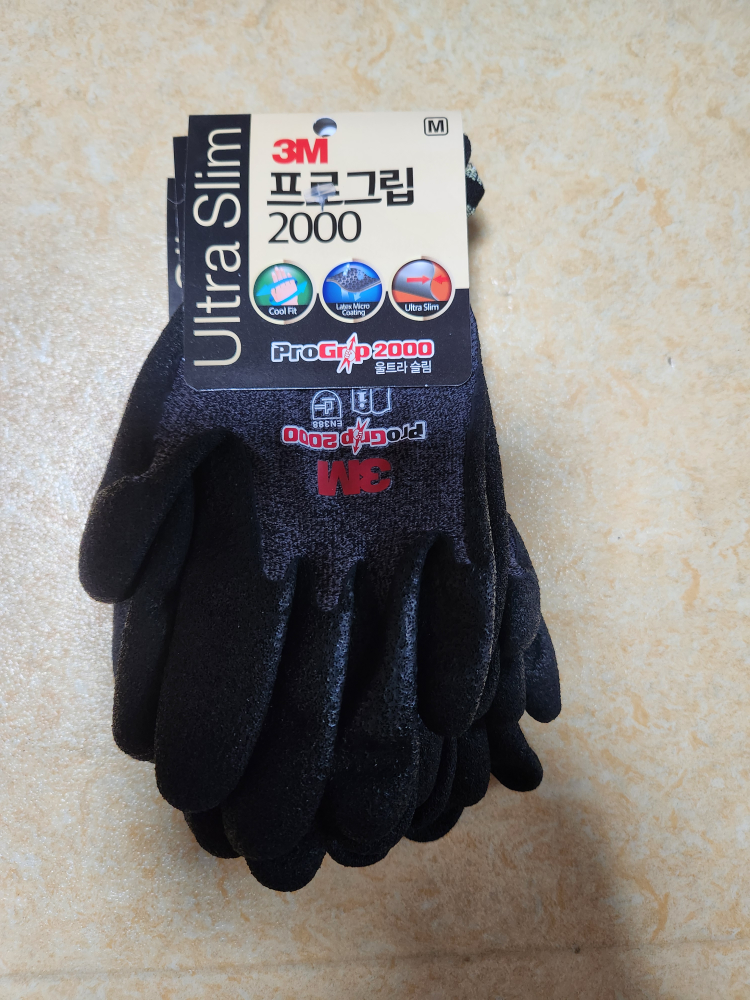 Ultra Slim
M
3M
프로그립
2000
Cool Fit
Latex Micro
Coating
Ultra Slim
ProGrip 2000
울트라 슬림
EN388
ProGrip 2000
3M